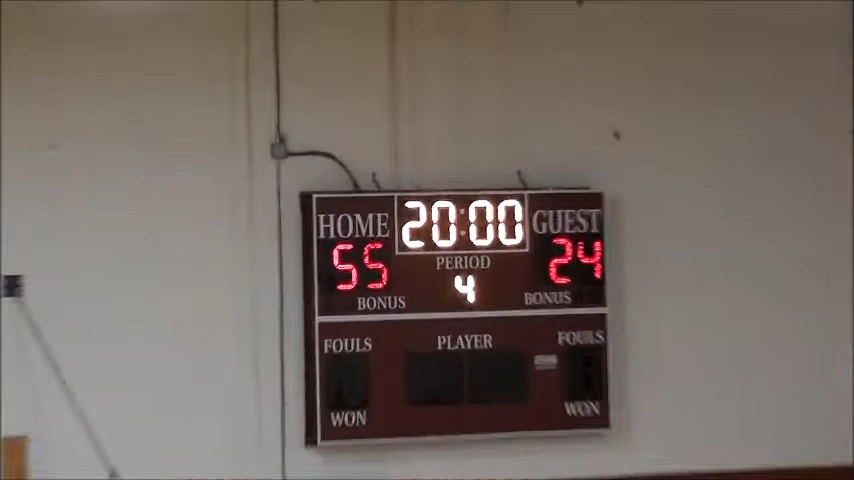 HOME 20:00 GUEST
55 PERIOD 24
BONUS 4 BONUS
FOULS PLAYER FOULS
WON WON